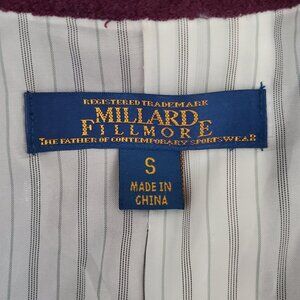 REGISTERED TRADEMARK
MILLARD
FILLMORE
THE FATHER OF CONTEMPORARY SPORTSWEAR
S
MADE IN
CHINA